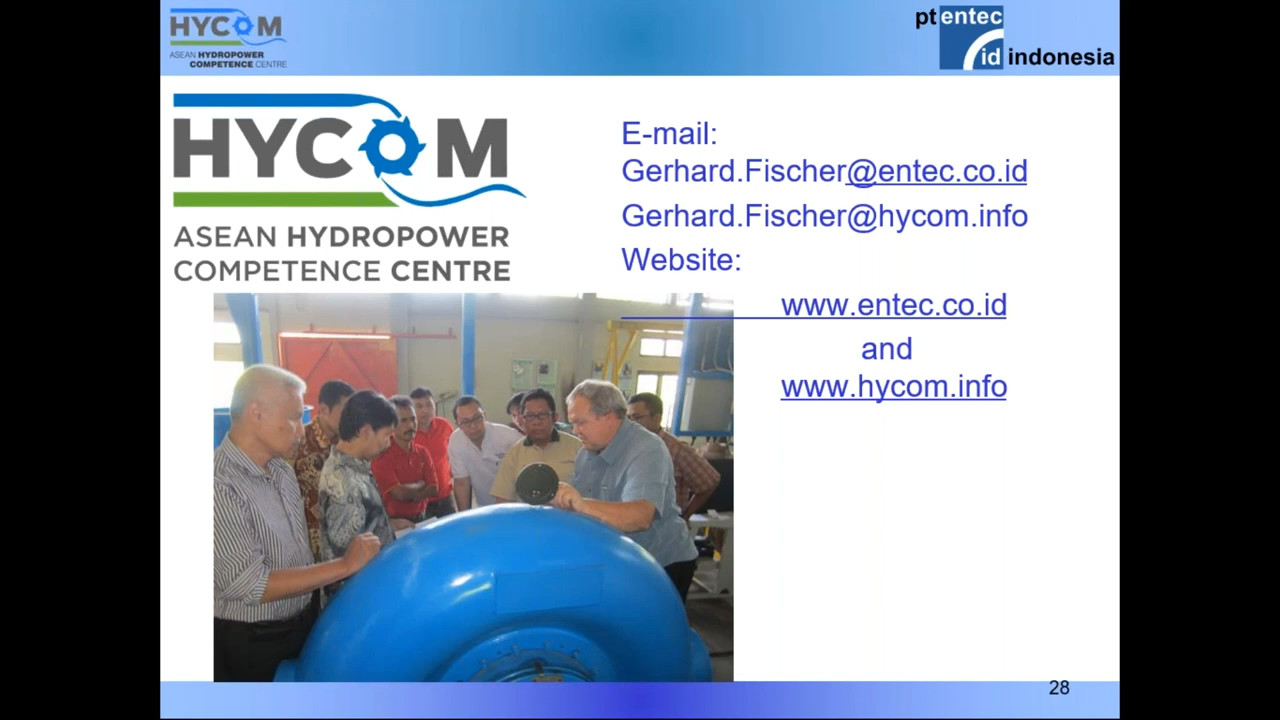 HYCOM
ASEAN HYDROPOWER
COMPETENCE CENTRE
pt entec
id indonesia
HYCOM
ASEAN HYDROPOWER
COMPETENCE CENTRE
E-mail:
Gerhard.Fischer@entec.co.id
Gerhard.Fischer@hycom.info
Website:
www.entec.co.id
and
www.hycom.info
28